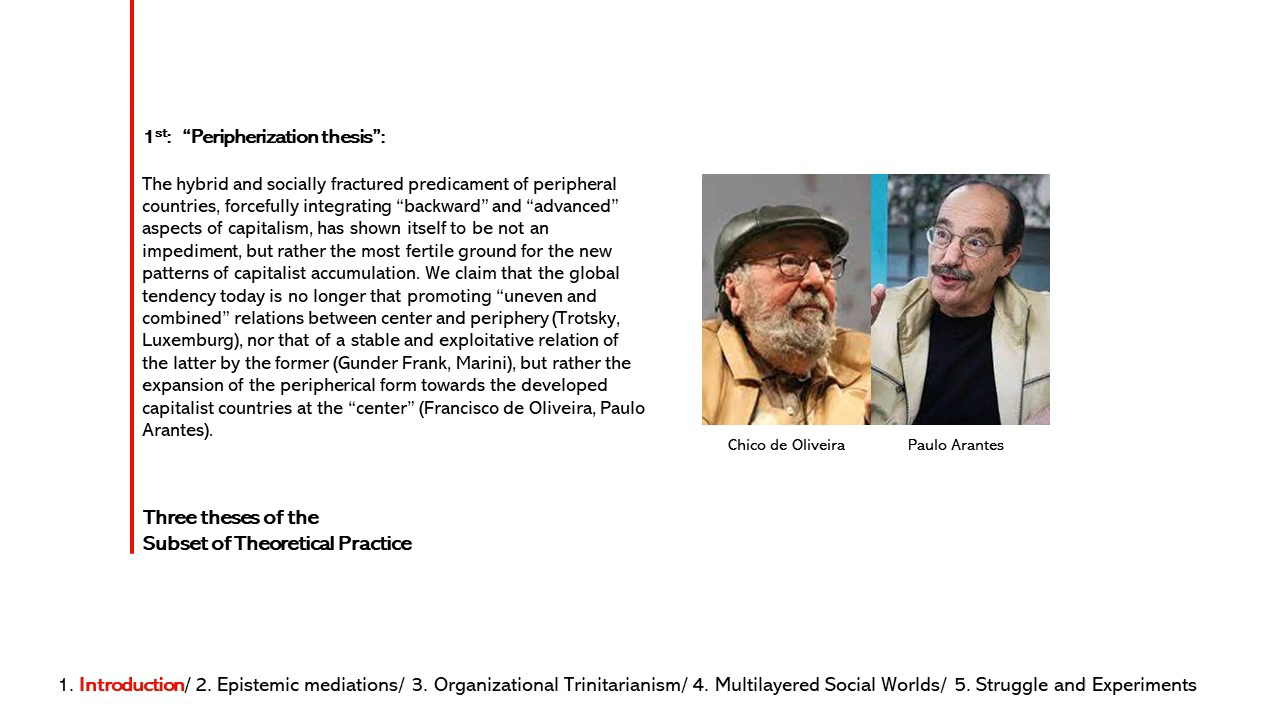 1st: “Peripherization thesis”:
The hybrid and socially fractured predicament of peripheral
countries, forcefully integrating “backward” and “advanced”
aspects of capitalism, has shown itself to be not an
impediment, but rather the most fertile ground for the new
patterns of capitalist accumulation. We claim that the global
tendency today is no longer that promoting “uneven and
combined” relations between center and periphery (Trotsky,
Luxemburg), nor that of a stable and exploitative relation of
the latter by the former (Gunder Frank, Marini), but rather the
expansion of the peripherical form towards the developed
capitalist countries at the “center” (Francisco de Oliveira, Paulo
Arantes).
Chico de Oliveira
Paulo Arantes
Three theses of the
Subset of Theoretical Practice
1. Introduction/ 2. Epistemic mediations/ 3. Organizational Trinitarianism/ 4. Multilayered Social Worlds/ 5. Struggle and Experiments